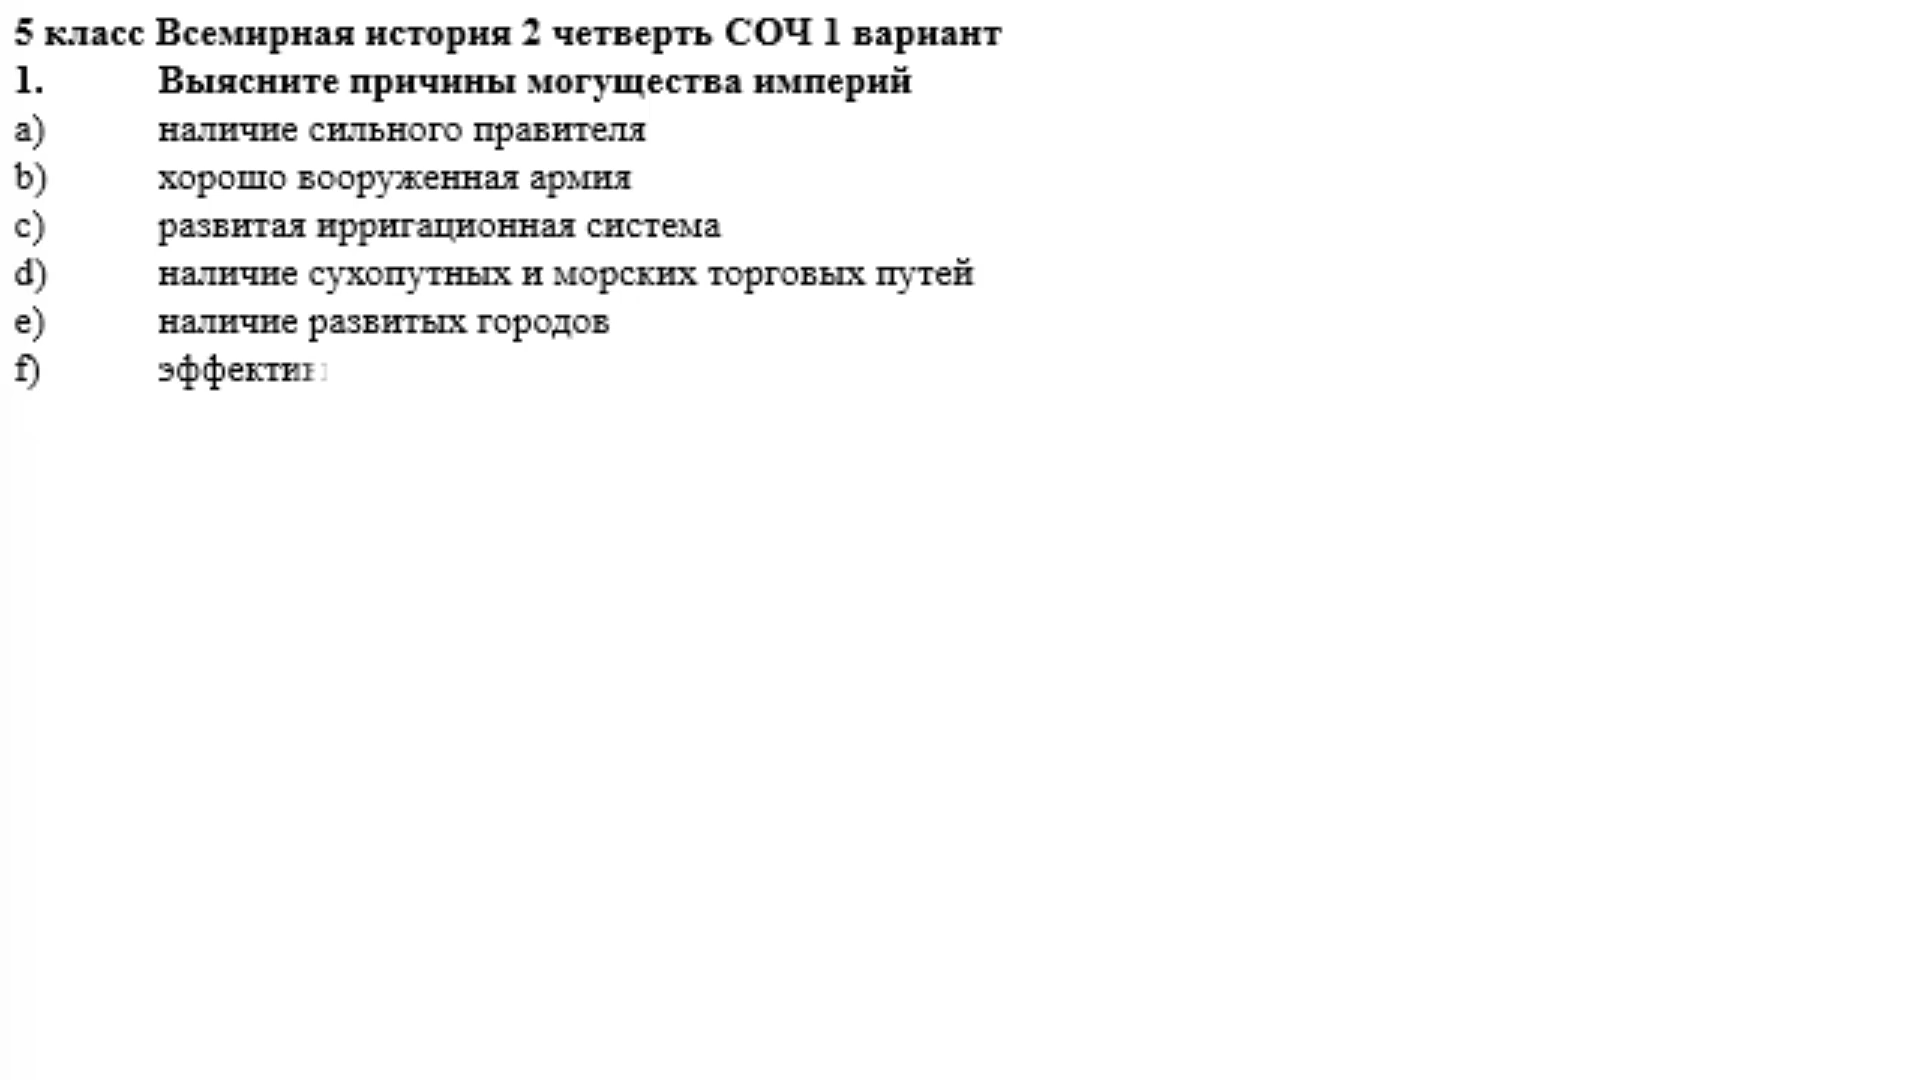 5 класс Всемирная история 2 четверть СОЧ 1 вариант
1. Выясните причины могущества империй
a) наличие сильного правителя
b) хорошо вооруженная армия
c) развитая ирригационная система
d) наличие сухопутных и морских торговых путей
e) наличие развитых городов
f)